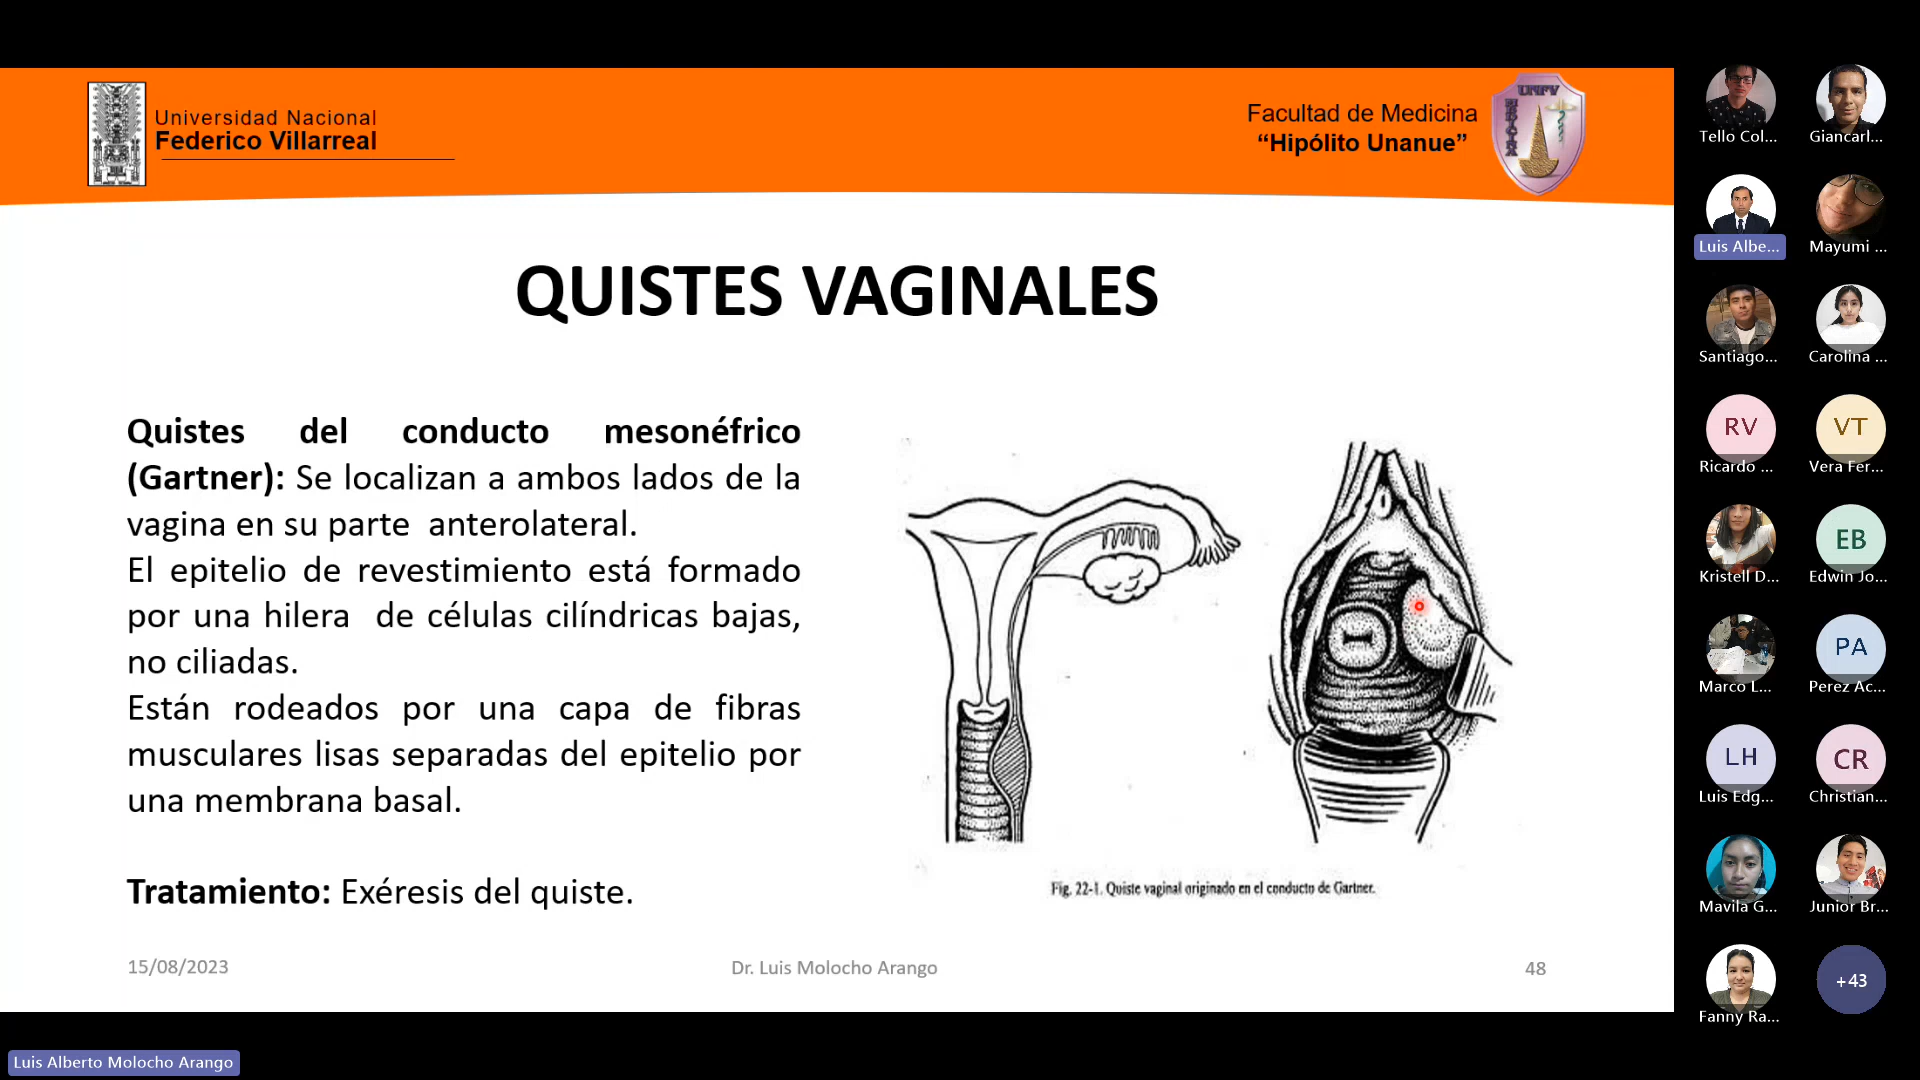 Universidad Nacional
Federico Villarreal
Facultad de Medicina
“Hipólito Unanue”
UNFV
QUISTES VAGINALES
Quistes del conducto mesonéfrico
(Gartner): Se localizan a ambos lados de la
vagina en su parte anterolateral.
El epitelio de revestimiento está formado
por una hilera de células cilíndricas bajas,
no ciliadas.
Están rodeados por una capa de fibras
musculares lisas separadas del epitelio por
una membrana basal.
Tratamiento: Exéresis del quiste.
Fig. 22-1. Quiste vaginal originado en el conducto de Gartner.
15/08/2023
Dr. Luis Molocho Arango
48
Tello Col...
Giancarl...
Luis Albe...
Mayumi ...
Santiago...
Carolina ...
RV
Ricardo ...
VT
Vera Fer...
Kristell D...
EB
Edwin Jo...
Marco L...
PA
Perez Ac...
LH
Luis Edg...
CR
Christian...
Mavila G...
Junior Br...
Fanny Ra...
+43
Luis Alberto Molocho Arango